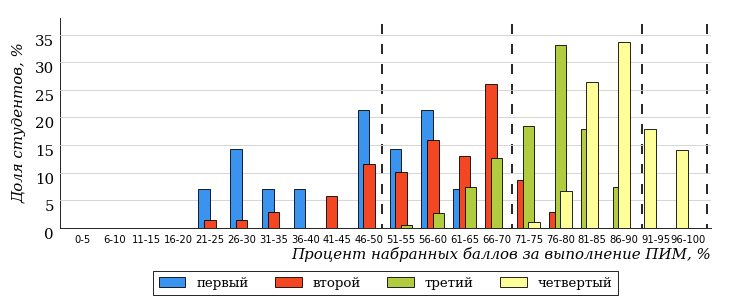 Доля студентов, %
35
30
25
20
15
10
5
0
0-5 6-10 11-15 16-20 21-25 26-30 31-35 36-40 41-45 46-50 51-55 56-60 61-65 66-70 71-75 76-80 81-85 86-90 91-95 96-100
Процент набранных баллов за выполнение ПИМ, %
первый второй третий четвертый